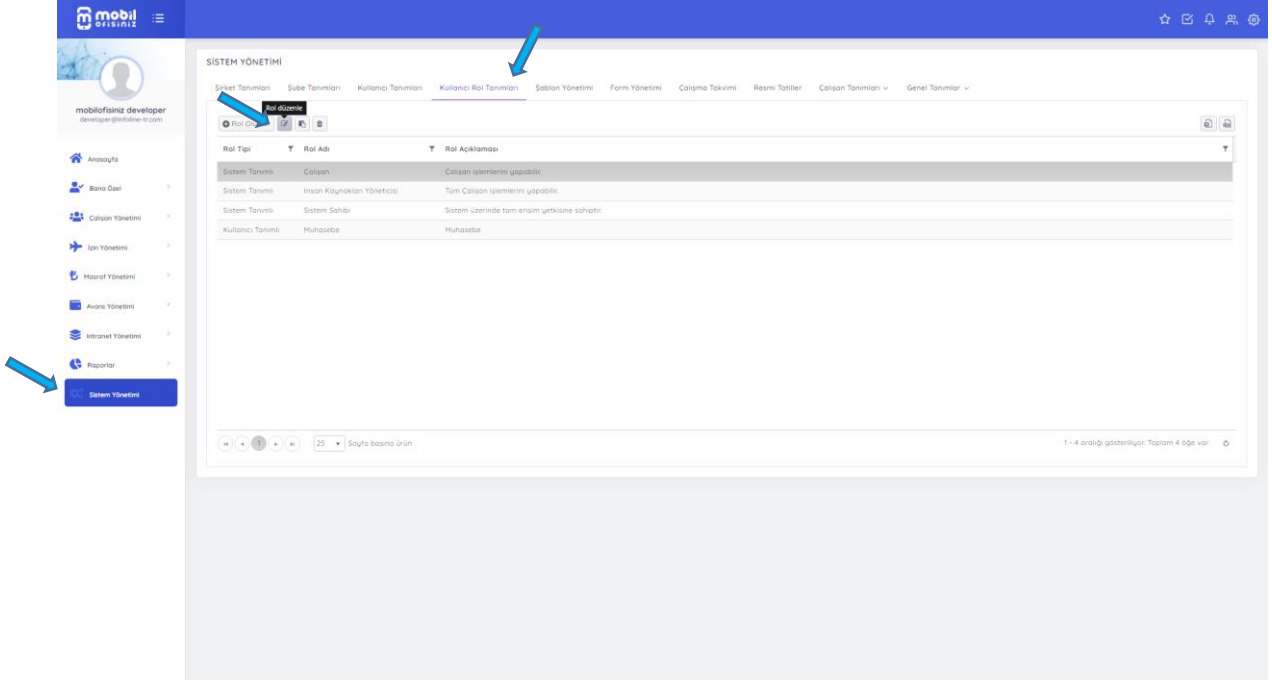 mobil
OFİSİNİZ
SİSTEM YÖNETİMİ
Şirket Tanımları Şube Tanımları Kullanıcı Tanımları Kullanıcı Rol Tanımları Şablon Yönetimi Form Yönetimi Çalışma Takvimi Resmi Tatiller Çalışan Tanımları Genel Tanımlar
mobilofisiniz developer
developer@infoline-tr.com
Rol düzenle
Rol
Rol Tipi Rol Adı Rol Açıklaması
Sistem Tanımlı Çalışan Çalışan işlemlerini yapabilir.
Sistem Tanımlı İnsan Kaynakları Yöneticisi Tüm Çalışan işlemlerini yapabilir.
Sistem Tanımlı Sistem Sahibi Sistem üzerinde tam erişim yetkisine sahiptir.
Kullanıcı Tanımlı Muhasebe Muhasebe
Anasayfa
Bana Özel
Çalışan Yönetimi
İzin Yönetimi
Masraf Yönetimi
Avans Yönetimi
Intranet Yönetimi
Raporlar
Sistem Yönetimi
1 25 Sayfa başına ürün
1 - 4 aralığı gösteriliyor. Toplam 4 öğe var